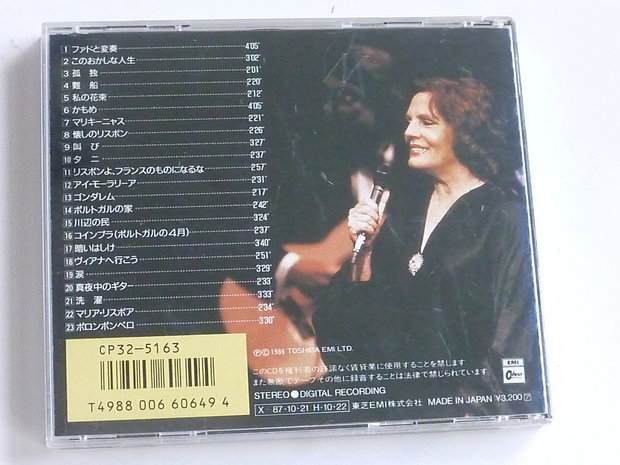 1 ファドと変奏 4'05"
2 このおかしな人生 3'02"
3 孤 独 2'01"
4 難 船 2'20"
5 私の花束 2'12"
6 かもめ 4'05"
7 マリキーニャス 2'21"
8 懐しのリスボン 2'26"
9 叫 び 3'27"
10 タ ニ 2'37"
11 リスボンよ、フランスのものになるな 2'57"
12 アイ・モーラリーア 2'31"
13 ゴンダレム 2'17"
14 ポルトガルの家 2'42"
15 川辺の民 3'24"
16 コインブラ(ポルトガルの4月) 2'37"
17 暗いはしけ 3'40"
18 ヴィアナへ行こう 2'51"
19 涙 3'29"
20 真夜中のギター 2'33"
21 洗 濯 3'33"
22 マリア・リスボア 2'34"
23 ポロンポンペロ 3'30"
CP32-5163
T4988 006 60649 4
Ⓟ© 1986 TOSHIBA EMI LTD.
このCDを権利者の許諾なく賃貸業に使用することを禁じます
また無断でテープその他に録音することは法律で禁じられています
STEREO ● DIGITAL RECORDING
X 87・10・21 H・10・22 東芝EMI株式会社 MADE IN JAPAN ¥3,200
EMI
Odeon